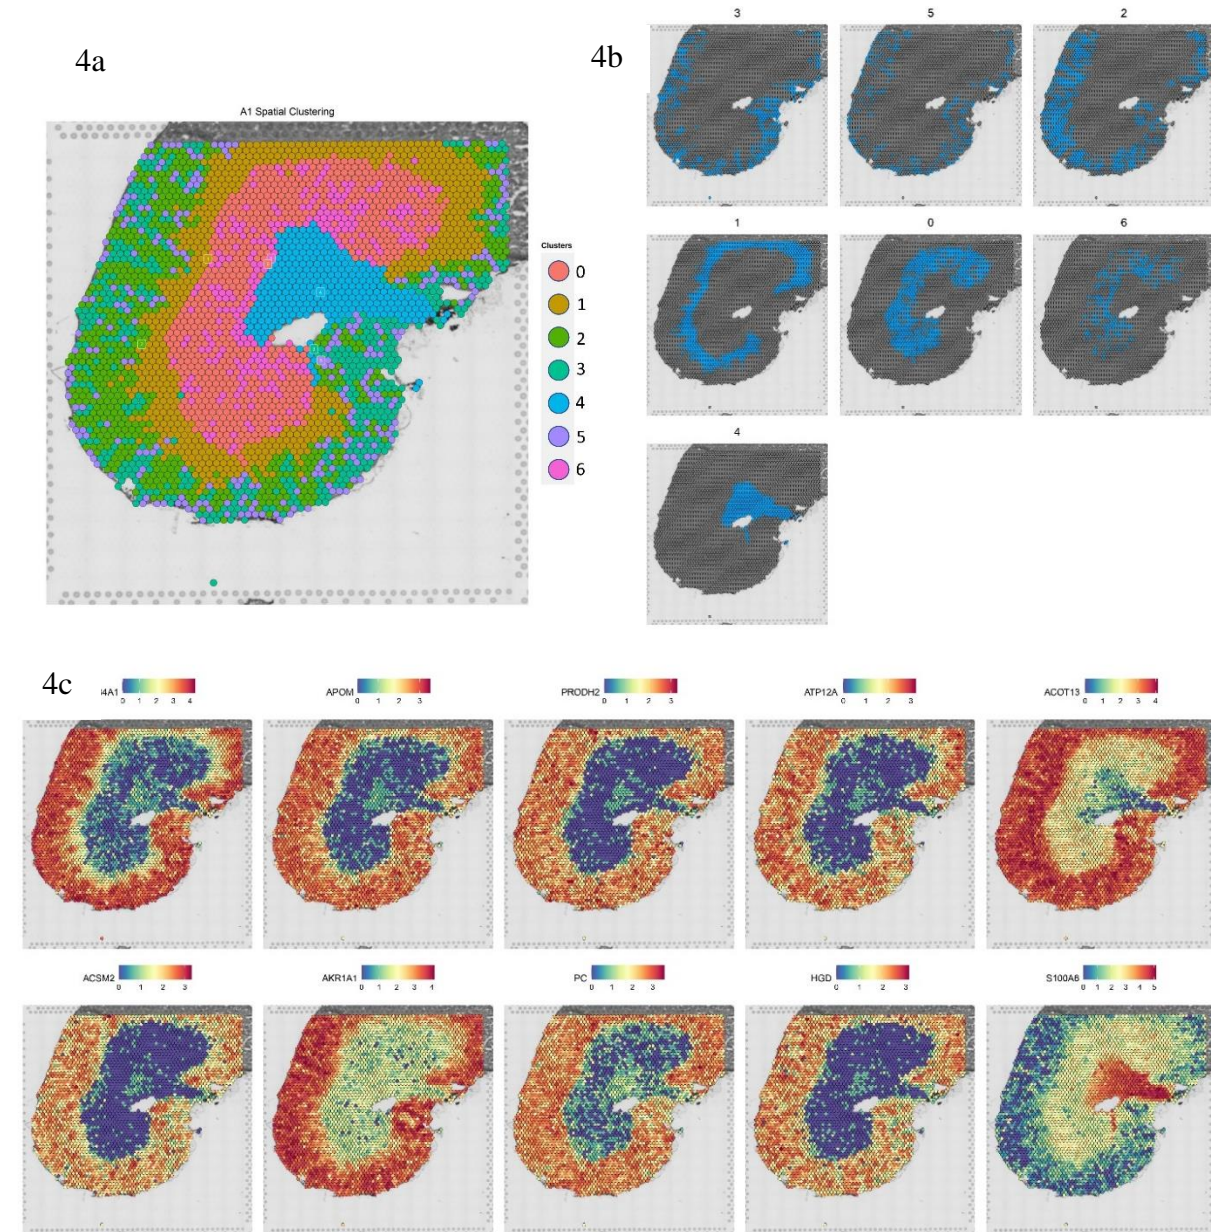 4a
A1 Spatial Clustering
Clusters
0
1
2
3
4
5
6
4b
3 5 2
1 0 6
4
4c
I4A1 APOM PRODH2 ATP12A ACOT13
0 1 2 3 4 0 1 2 3 0 1 2 3 0 1 2 3 0 1 2 3 4
ACSM2 AKR1A1 PC HGD S100A6
0 1 2 3 0 1 2 3 4 0 1 2 3 0 1 2 3 0 1 2 3 4 5